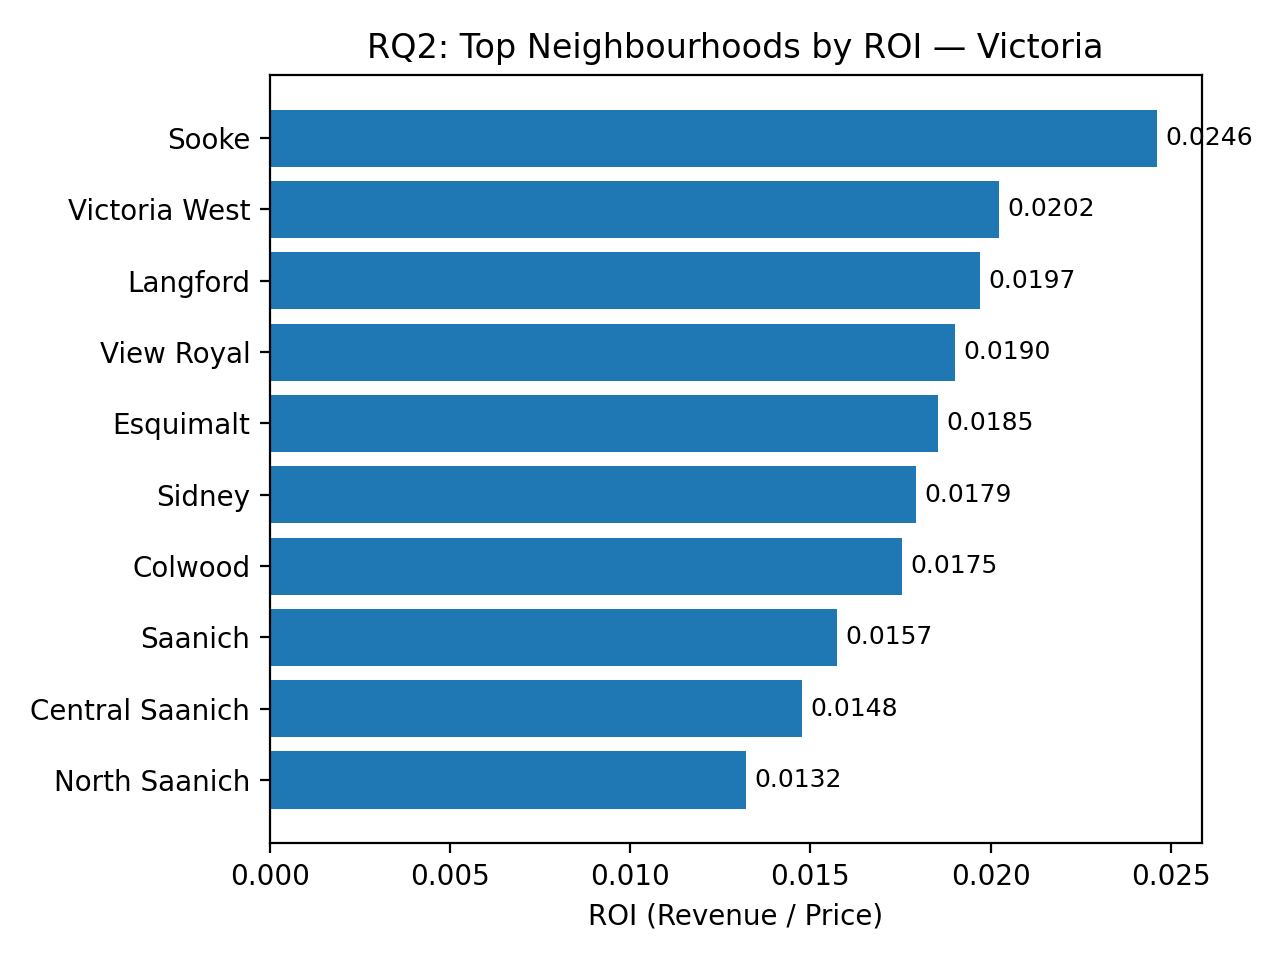 RQ2: Top Neighbourhoods by ROI — Victoria
Sooke 0.0246
Victoria West 0.0202
Langford 0.0197
View Royal 0.0190
Esquimalt 0.0185
Sidney 0.0179
Colwood 0.0175
Saanich 0.0157
Central Saanich 0.0148
North Saanich 0.0132
0.000 0.005 0.010 0.015 0.020 0.025
ROI (Revenue / Price)